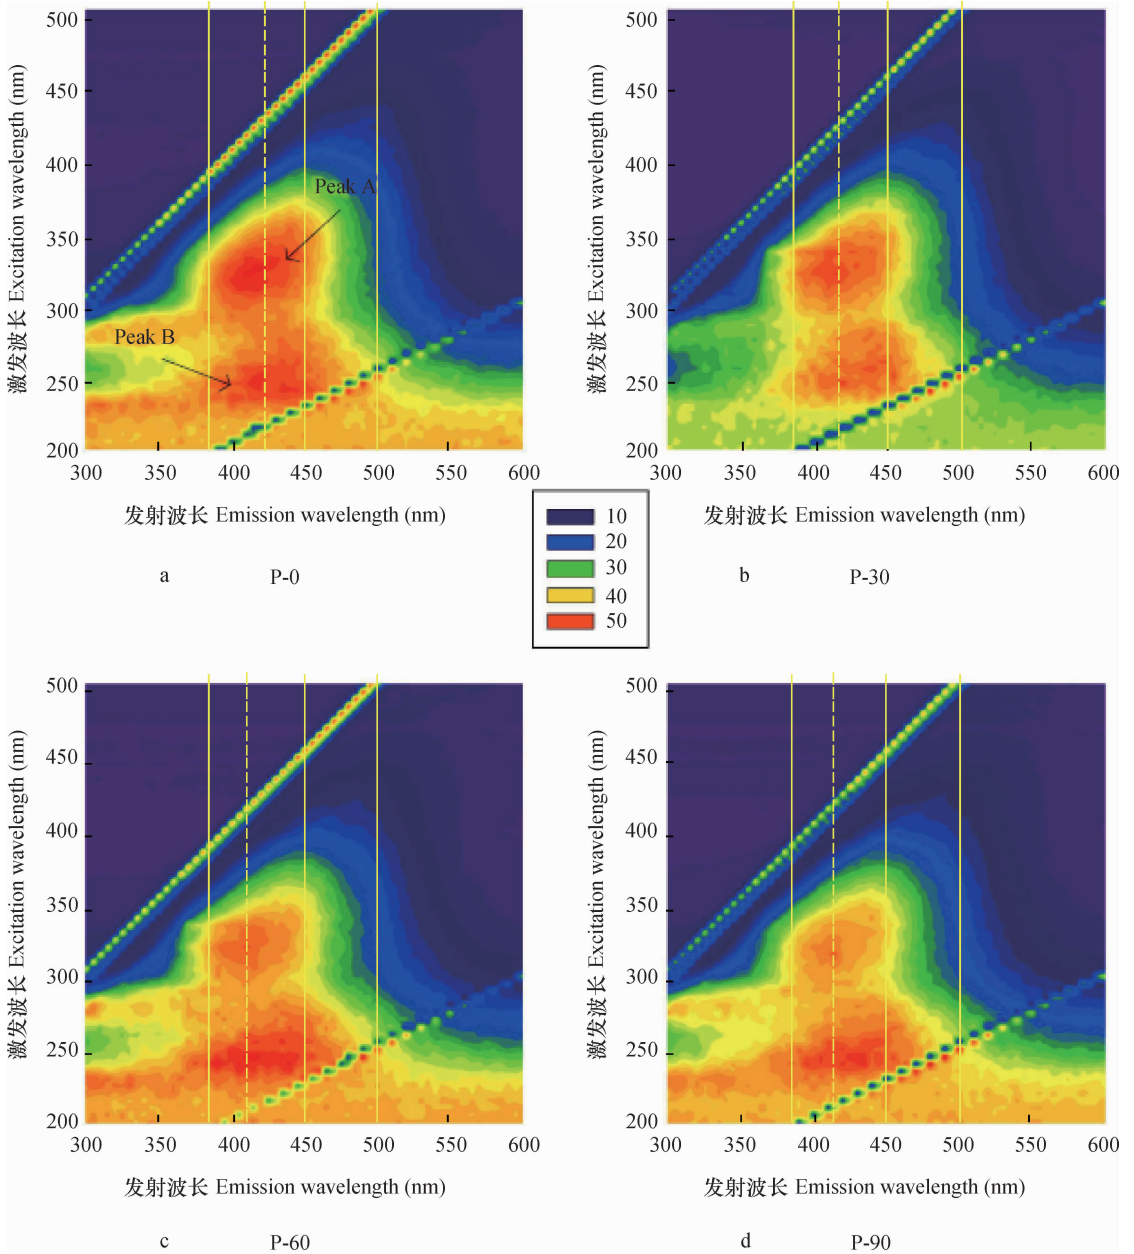 500
450
400
350
300
250
200
激发波长 Excitation wavelength (nm)
Peak A
Peak B
300 350 400 450 500 550 600
发射波长 Emission wavelength (nm)
a P-0
500
450
400
350
300
250
200
激发波长 Excitation wavelength (nm)
300 350 400 450 500 550 600
发射波长 Emission wavelength (nm)
b P-30
10
20
30
40
50
500
450
400
350
300
250
200
激发波长 Excitation wavelength (nm)
300 350 400 450 500 550 600
发射波长 Emission wavelength (nm)
c P-60
500
450
400
350
300
250
200
激发波长 Excitation wavelength (nm)
300 350 400 450 500 550 600
发射波长 Emission wavelength (nm)
d P-90